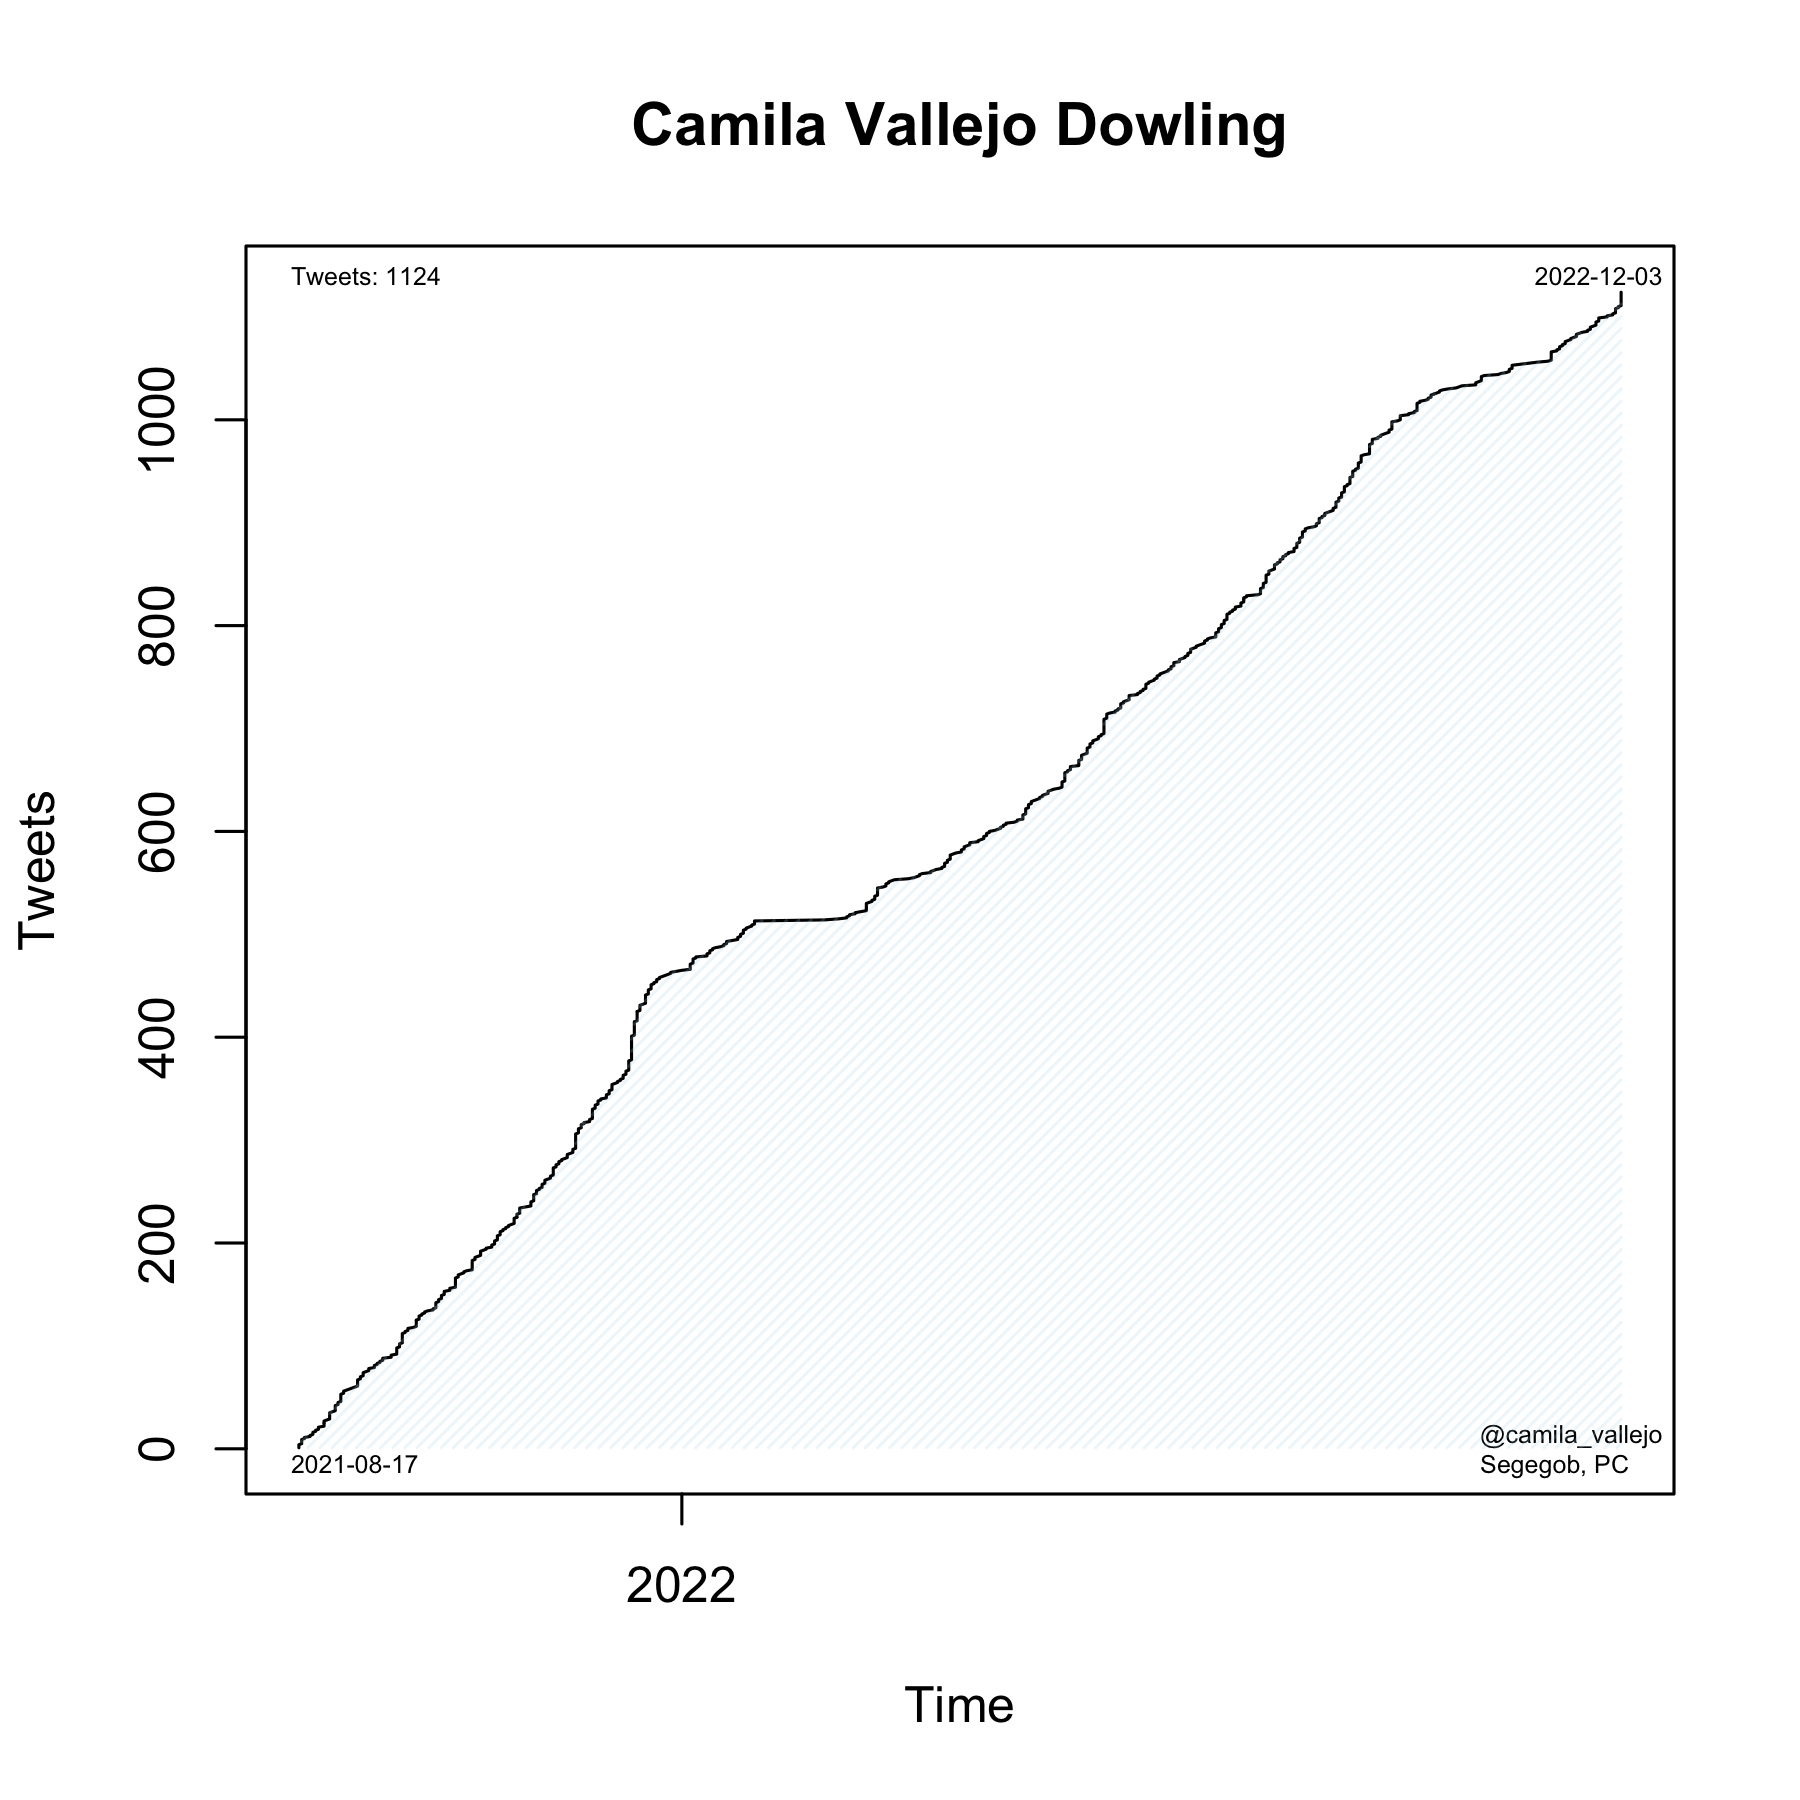 Camila Vallejo Dowling
Tweets: 1124
2022-12-03
1000
800
600
400
200
0
Tweets
2021-08-17
@camila_vallejo
Segegob, PC
2022
Time